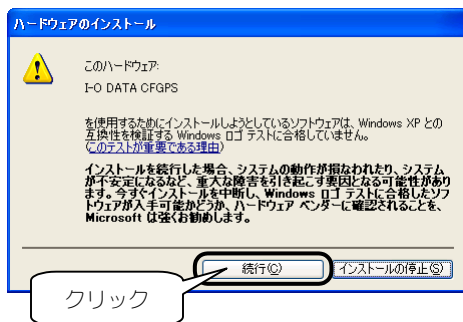 ハードウェアのインストール
このハードウェア:
I-O DATA CFGPS
を使用するためにインストールしようとしているソフトウェアは、Windows XP との
互換性を検証する Windows ロゴ テストに合格していません。
(このテストが重要である理由)
インストールを続行した場合、システムの動作が損なわれたり、システム
が不安定になるなど、重大な障害を引き起こす要因となる可能性があり
ます。今すぐインストールを中断し、Windows ロゴ テストに合格したソフ
トウェアが入手可能かどうか、ハードウェア ベンダーに確認されることを、
Microsoft は強くお勧めします。
続行(C)
インストールの停止(S)
クリック